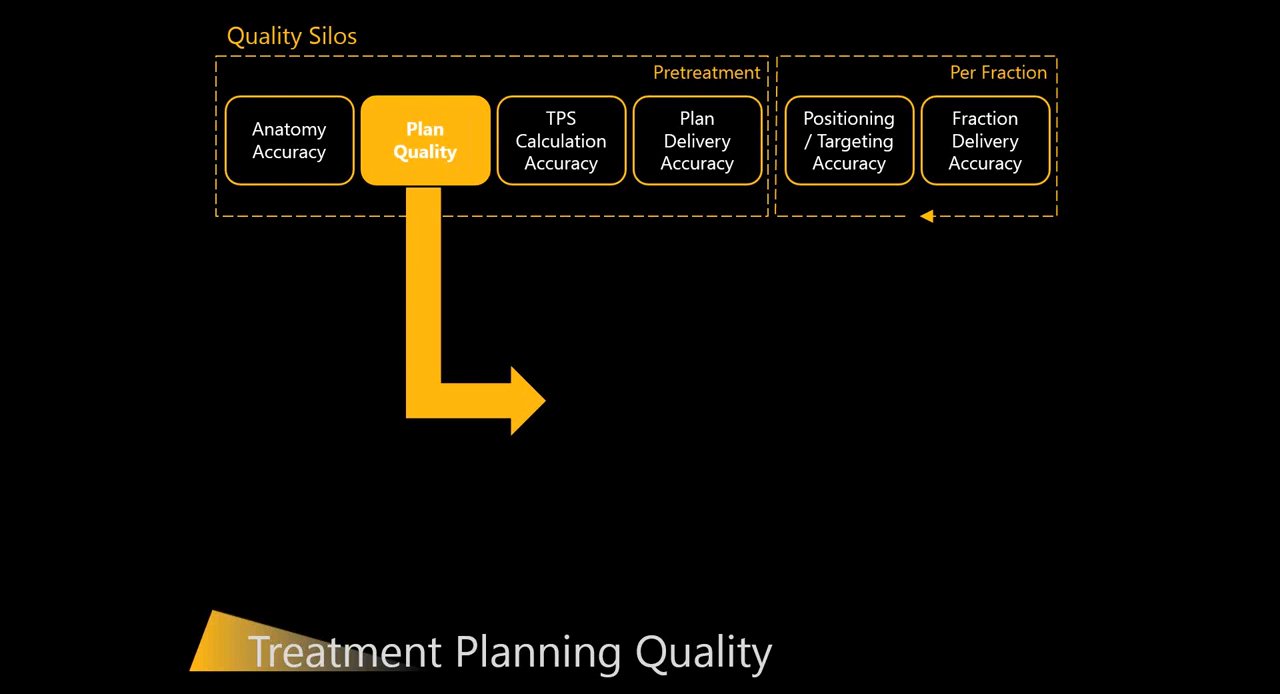 Quality Silos
Pretreatment
Per Fraction
Anatomy
Accuracy
Plan
Quality
TPS
Calculation
Accuracy
Plan
Delivery
Accuracy
Positioning
/ Targeting
Accuracy
Fraction
Delivery
Accuracy
Treatment Planning Quality